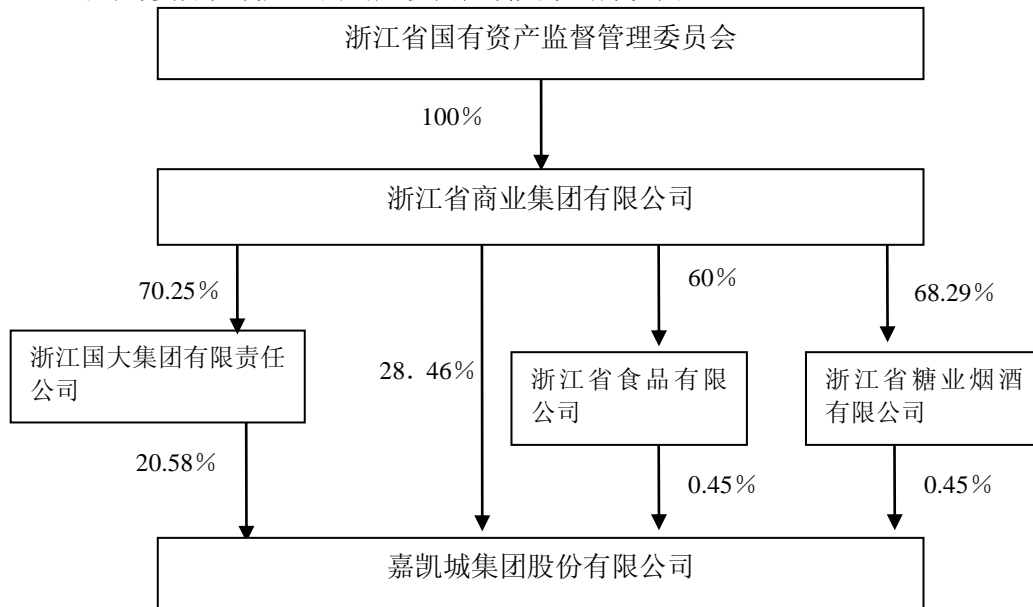 浙江省国有资产监督管理委员会
100%
浙江省商业集团有限公司
70.25%
28. 46%
60%
68.29%
浙江国大集团有限责任
公司
浙江省食品有限
公司
浙江省糖业烟酒
有限公司
20.58%
0.45%
0.45%
嘉凯城集团股份有限公司